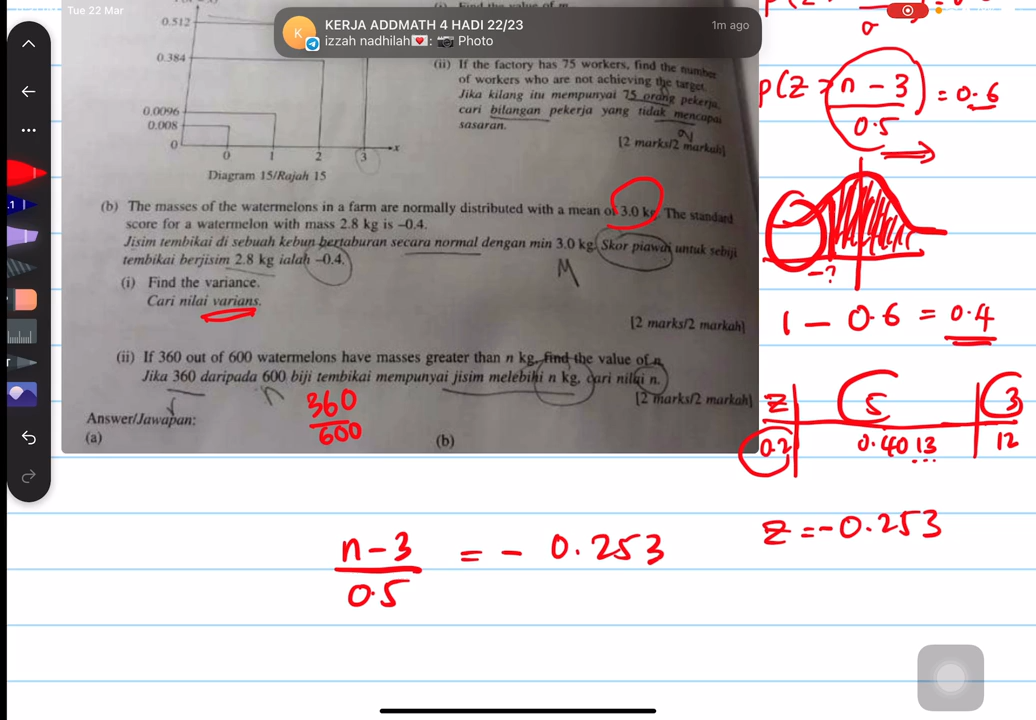 Tue 22 Mar
KERJA ADDMATH 4 HADI 22/23
1m ago
izzah nadhilah💌: 📷 Photo
0.512
0.384
0.0096
0.008
0
0 1 2 3 x
Diagram 15/Rajah 15
(ii) If the factory has 75 workers, find the number
of workers who are not achieving the target.
Jika kilang itu mempunyai 75 orang pekerja,
cari bilangan pekerja yang tidak mencapai
sasaran.
[2 marks/2 markah]
(b) The masses of the watermelons in a farm are normally distributed with a mean of 3.0 kg. The standard
score for a watermelon with mass 2.8 kg is –0.4.
Jisim tembikai di sebuah kebun bertaburan secara normal dengan min 3.0 kg. Skor piawai untuk sebiji
tembikai berjisim 2.8 kg ialah –0.4.
M
(i) Find the variance.
Cari nilai varians.
[2 marks/2 markah]
(ii) If 360 out of 600 watermelons have masses greater than n kg, find the value of n.
Jika 360 daripada 600 biji tembikai mempunyai jisim melebihi n kg, cari nilai n.
[2 marks/2 markah]
n
360
600
Answer/Jawapan:
(a) (b)
P(Z > n - 3 = 0.6
0.5
-?
1 - 0.6 = 0.4
Z 5 3
0.2 0.4013 12
Z = -0.253
n - 3 = - 0.253
0.5